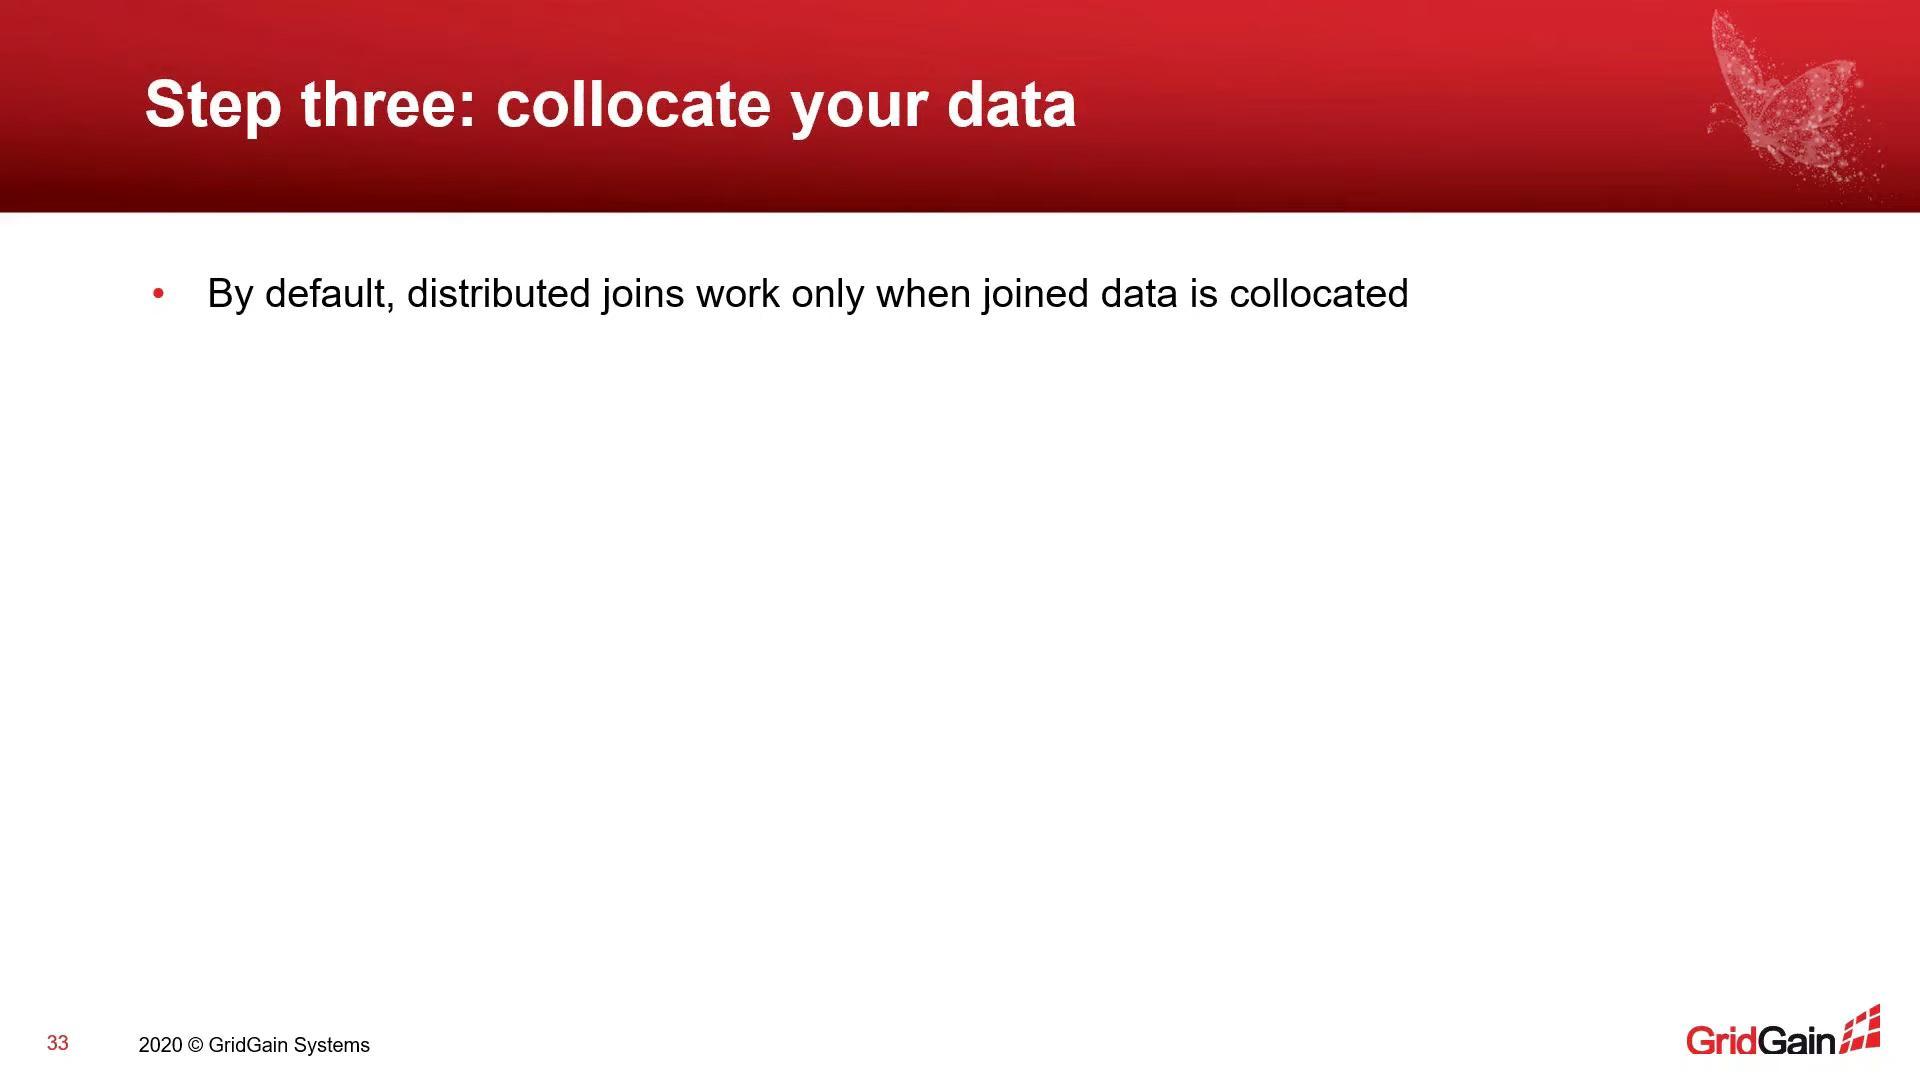 Step three: collocate your data
• By default, distributed joins work only when joined data is collocated
33
2020 © GridGain Systems
GridGain